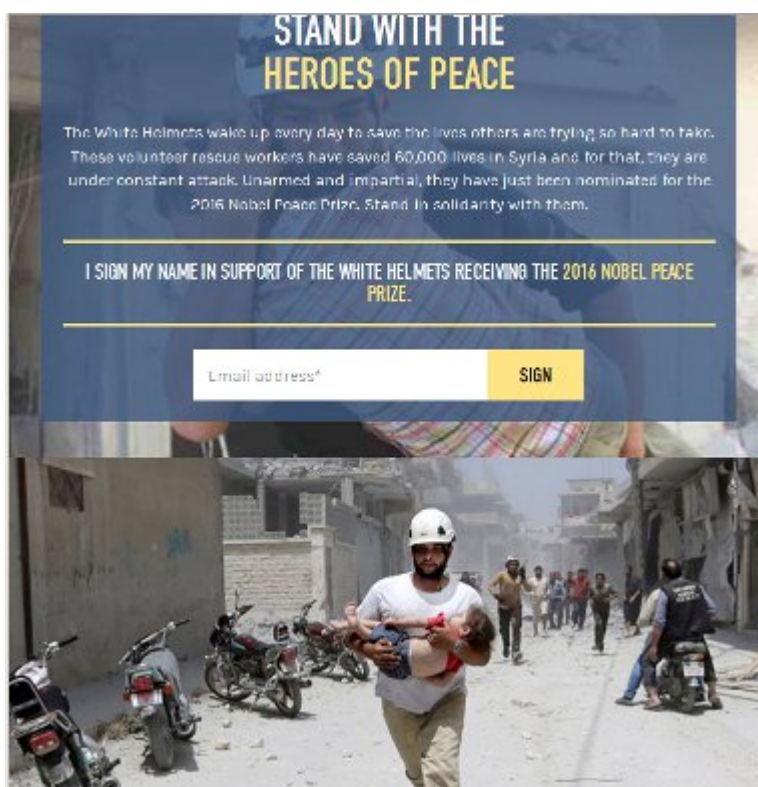 STAND WITH THE
HEROES OF PEACE
The White Helmets wake up every day to save the lives others are trying so hard to take.
These volunteer rescue workers have saved 60,000 lives in Syria and for that, they are
under constant attack. Unarmed and impartial, they have just been nominated for the
2016 Nobel Peace Prize. Stand in solidarity with them.
I SIGN MY NAME IN SUPPORT OF THE WHITE HELMETS RECEIVING THE 2016 NOBEL PEACE
PRIZE.
Email address* SIGN